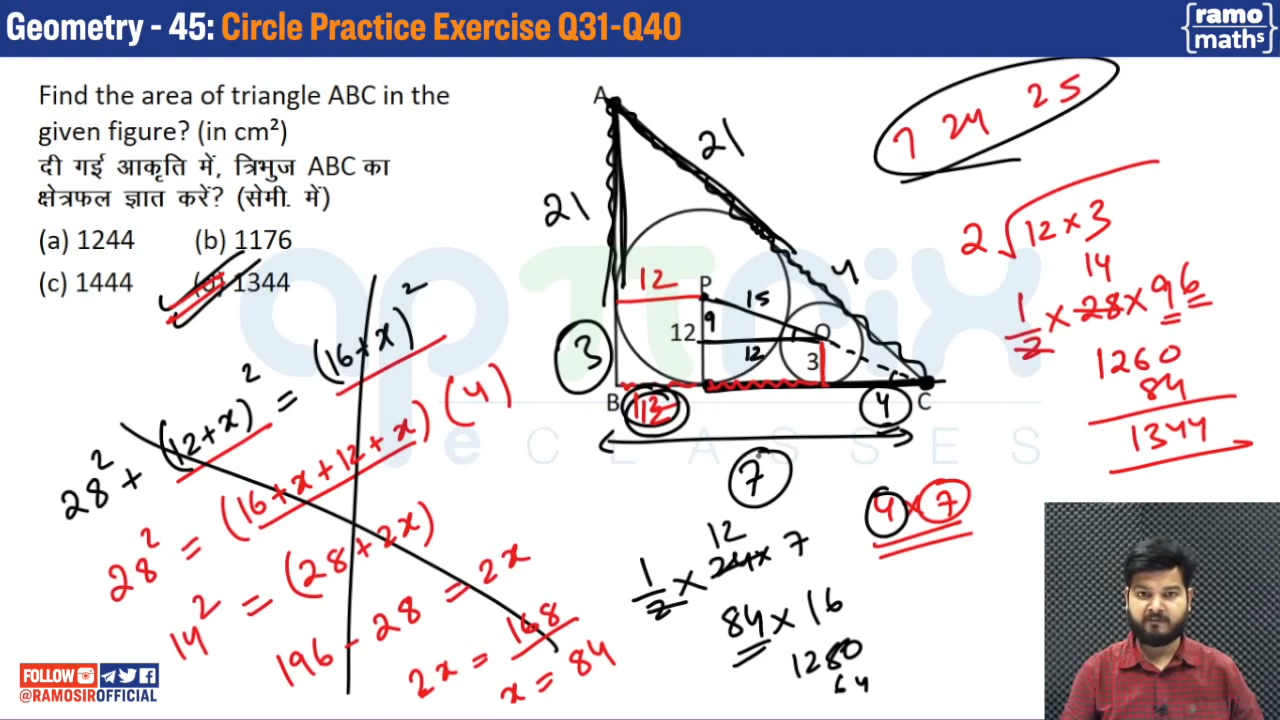 Geometry - 45: Circle Practice Exercise Q31-Q40
ramo
maths
Find the area of triangle ABC in the
given figure? (in cm²)
दी गई आकृति में, त्रिभुज ABC का
क्षेत्रफल ज्ञात करें? (सेमी. में)
(a) 1244 (b) 1176
(c) 1444 (d) 1344
A
21
21
4
12
P
15
9
12
12
O
3
3
B
12
4
C
7
7 24 25
2√12×3
14
1/2 × 28 × 96
1260
84
1344
4×7
28² + (12+x)² = (16+x)²
28² = (16+x+12+x)(4)
14² = (28+2x)
196 - 28 = 2x
2x = 168
x = 84
12
1/2 × 24 × 7
84 × 16
1280
64
CLASSES
FOLLOW
@RAMOSIROFFICIAL